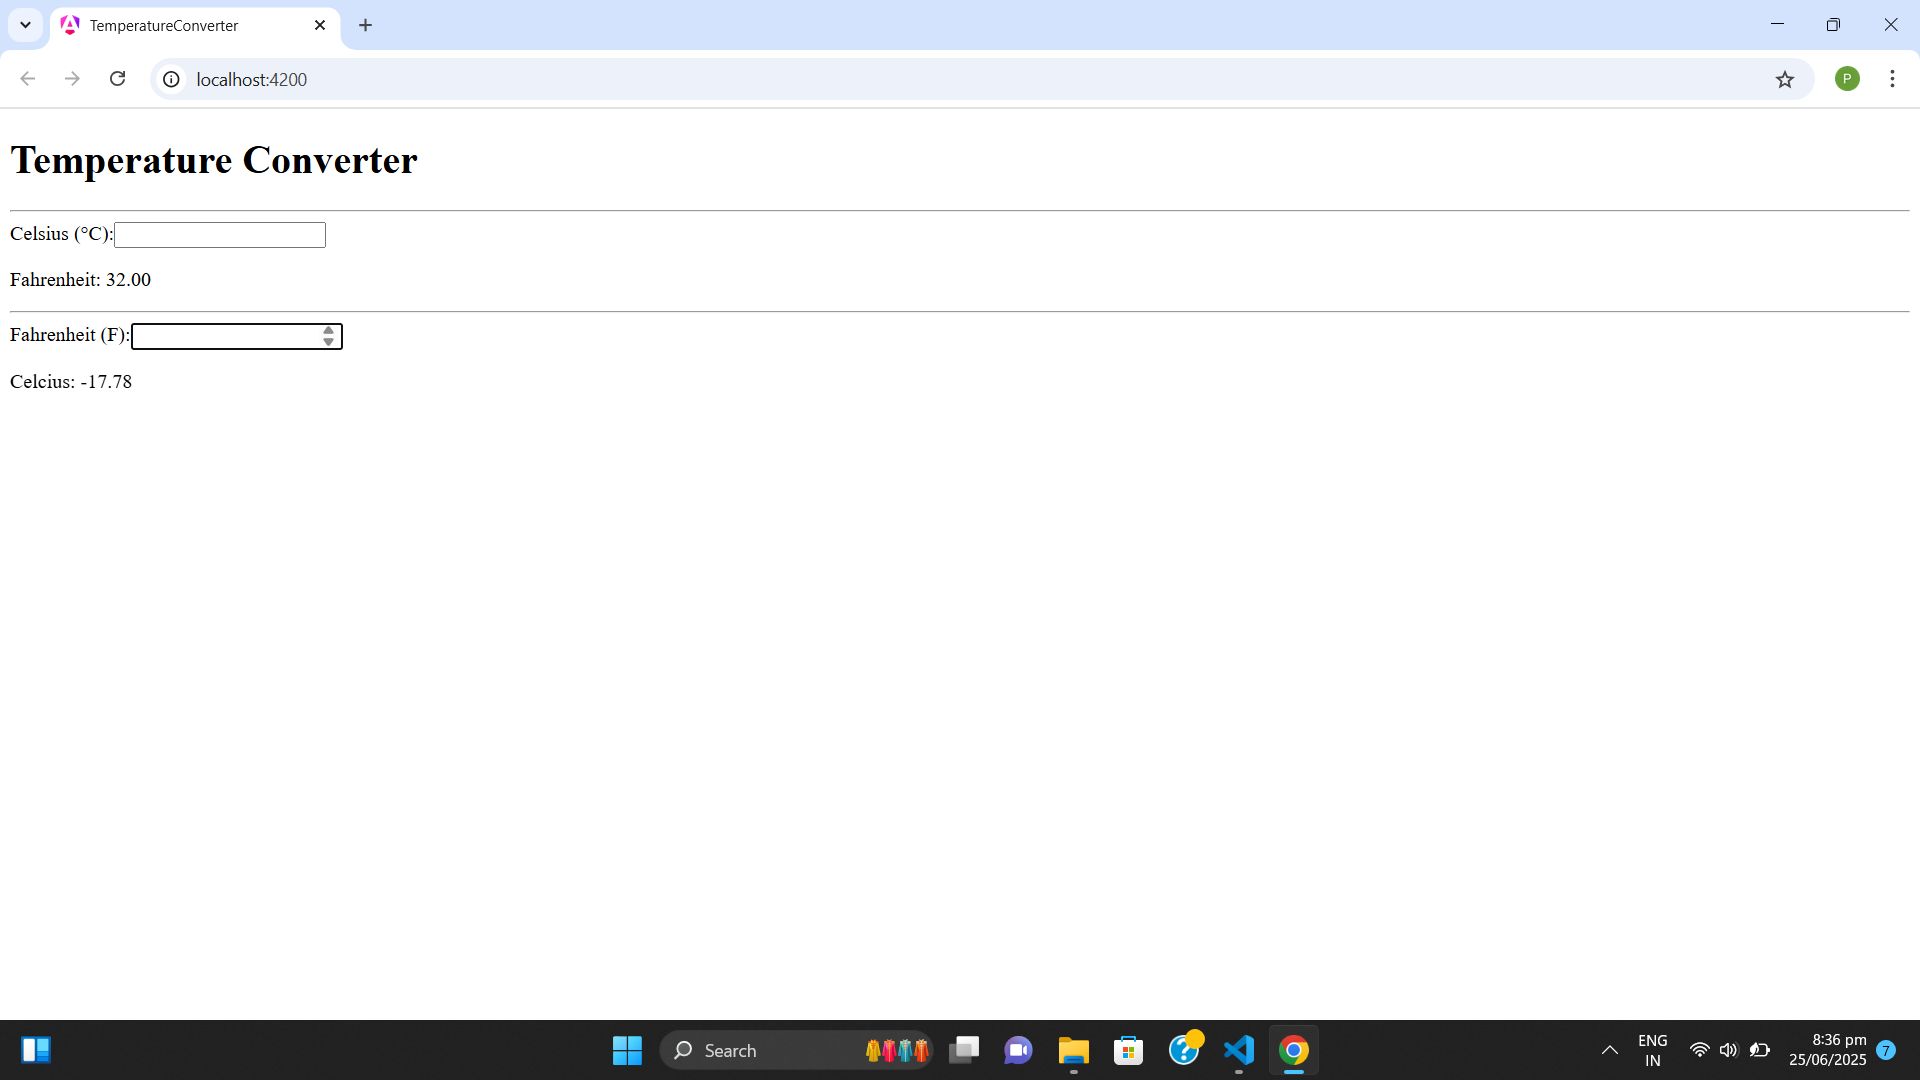 TemperatureConverter
localhost:4200
P
Temperature Converter
Celsius (°C):
Fahrenheit: 32.00
Fahrenheit (F):
Celcius: -17.78
Search
ENG
IN
8:36 pm
25/06/2025
7